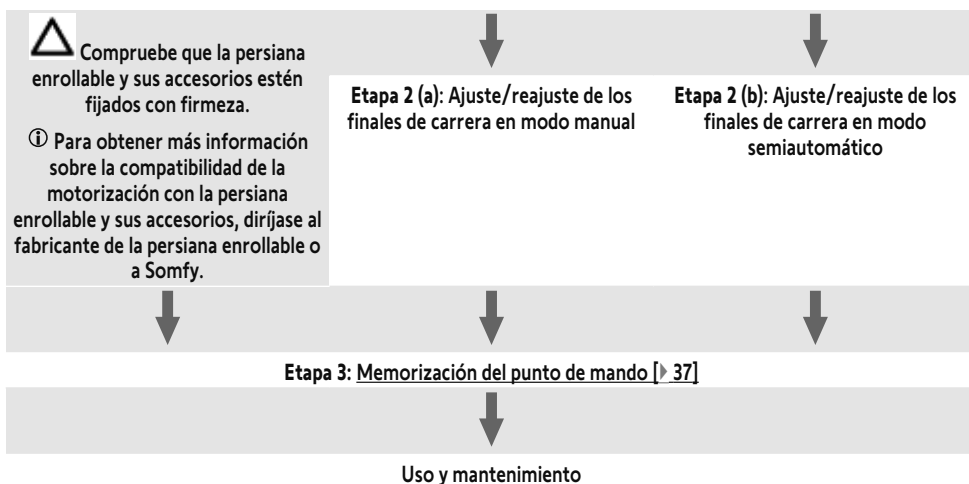 Compruebe que la persiana
enrollable y sus accesorios estén
fijados con firmeza.
ⓘ Para obtener más información
sobre la compatibilidad de la
motorización con la persiana
enrollable y sus accesorios, diríjase al
fabricante de la persiana enrollable o
a Somfy.
Etapa 2 (a): Ajuste/reajuste de los
finales de carrera en modo manual
Etapa 2 (b): Ajuste/reajuste de los
finales de carrera en modo
semiautomático
Etapa 3: Memorización del punto de mando [▶ 37]
Uso y mantenimiento